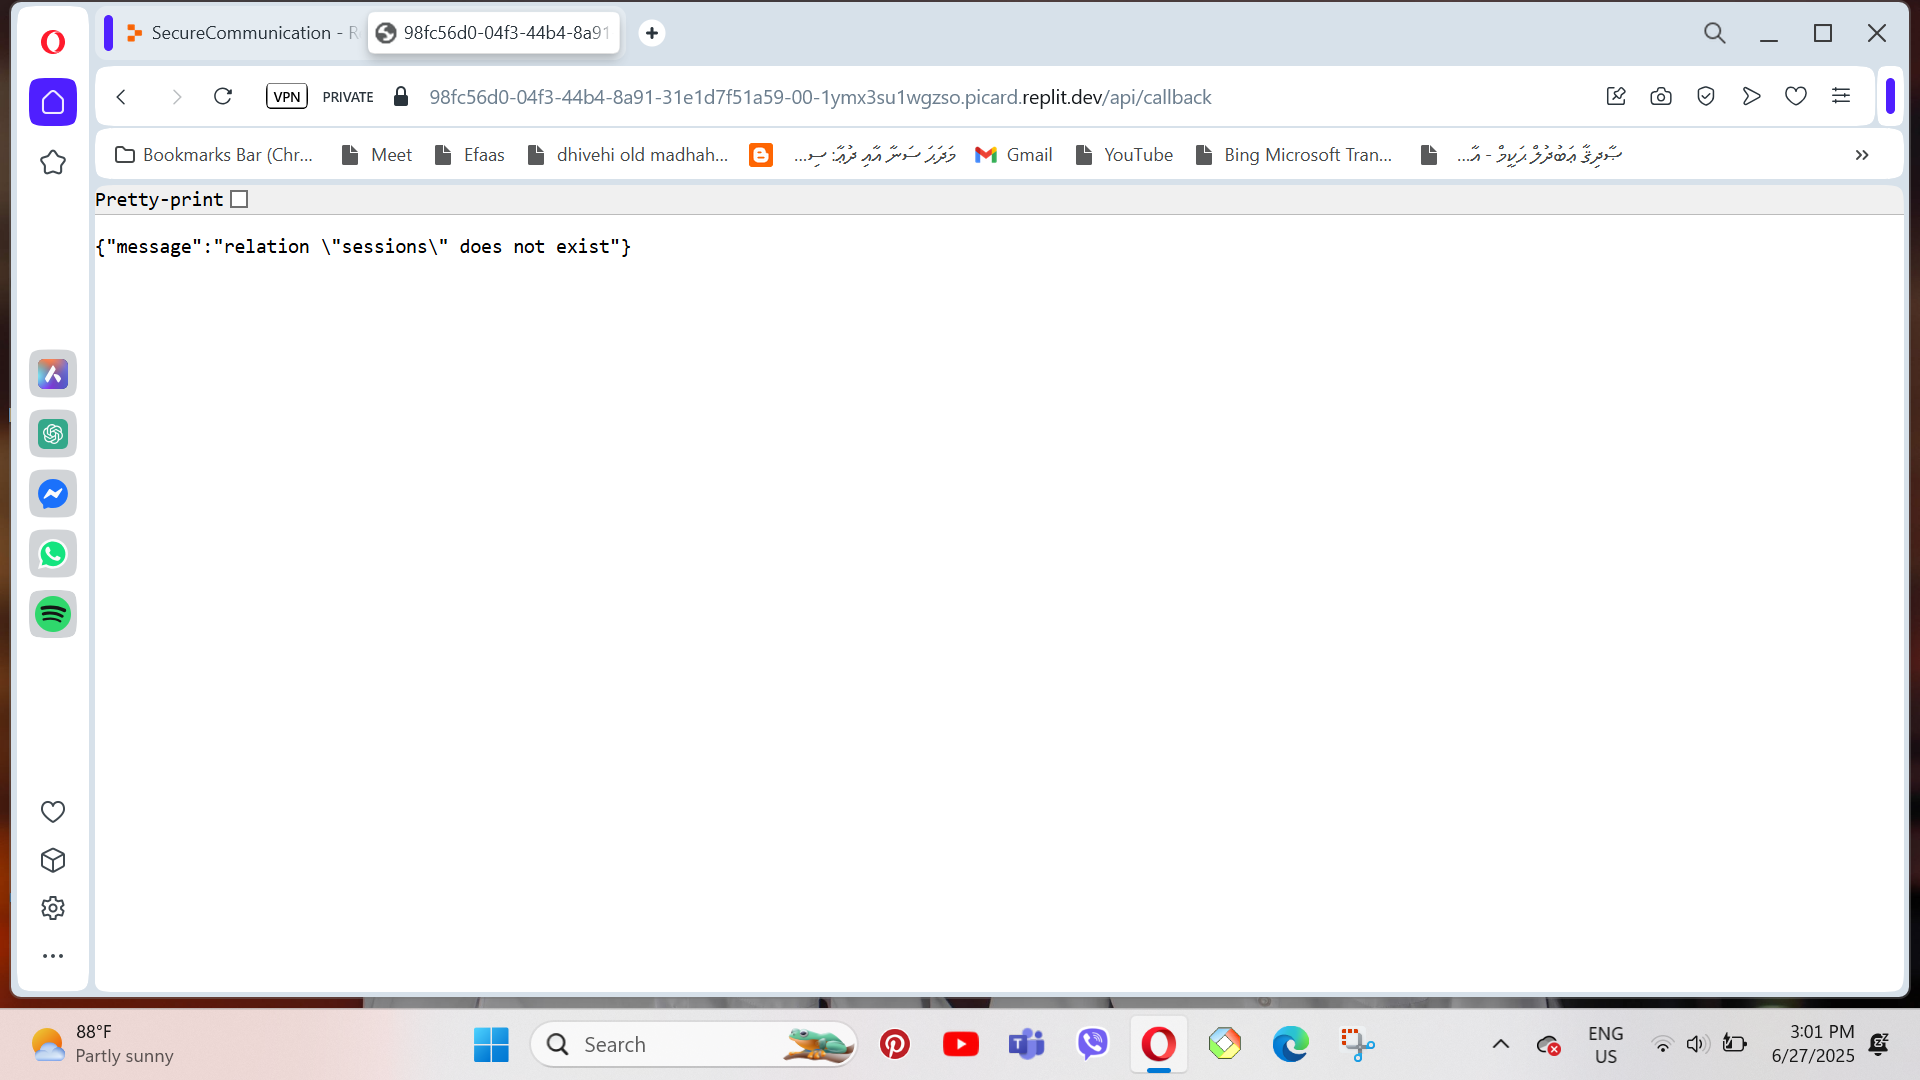 SecureCommunication - R
98fc56d0-04f3-44b4-8a91
VPN PRIVATE 98fc56d0-04f3-44b4-8a91-31e1d7f51a59-00-1ymx3su1wgzso.picard.replit.dev/api/callback
Bookmarks Bar (Chr... Meet Efaas dhivehi old madhah... މަދަޙަ ސަނާ އާއި ދުޢާ: ސި... Gmail YouTube Bing Microsoft Tran...
Pretty-print
{"message":"relation \"sessions\" does not exist"}
88°F
Partly sunny
Search
ENG
US
3:01 PM
6/27/2025